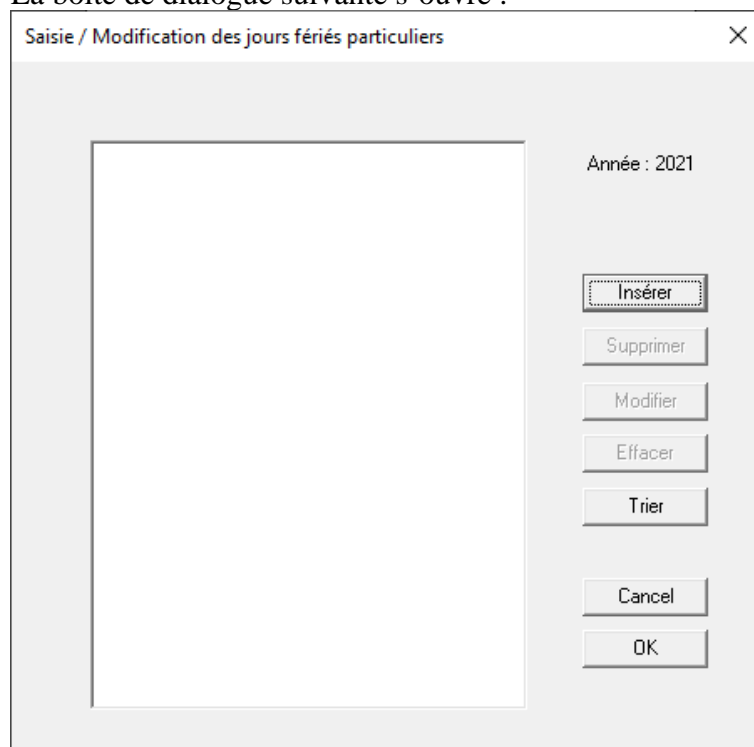 La boîte de dialogue suivante s'ouvre :
Saisie / Modification des jours fériés particuliers
Année : 2021
Insérer
Supprimer
Modifier
Effacer
Trier
Cancel
OK